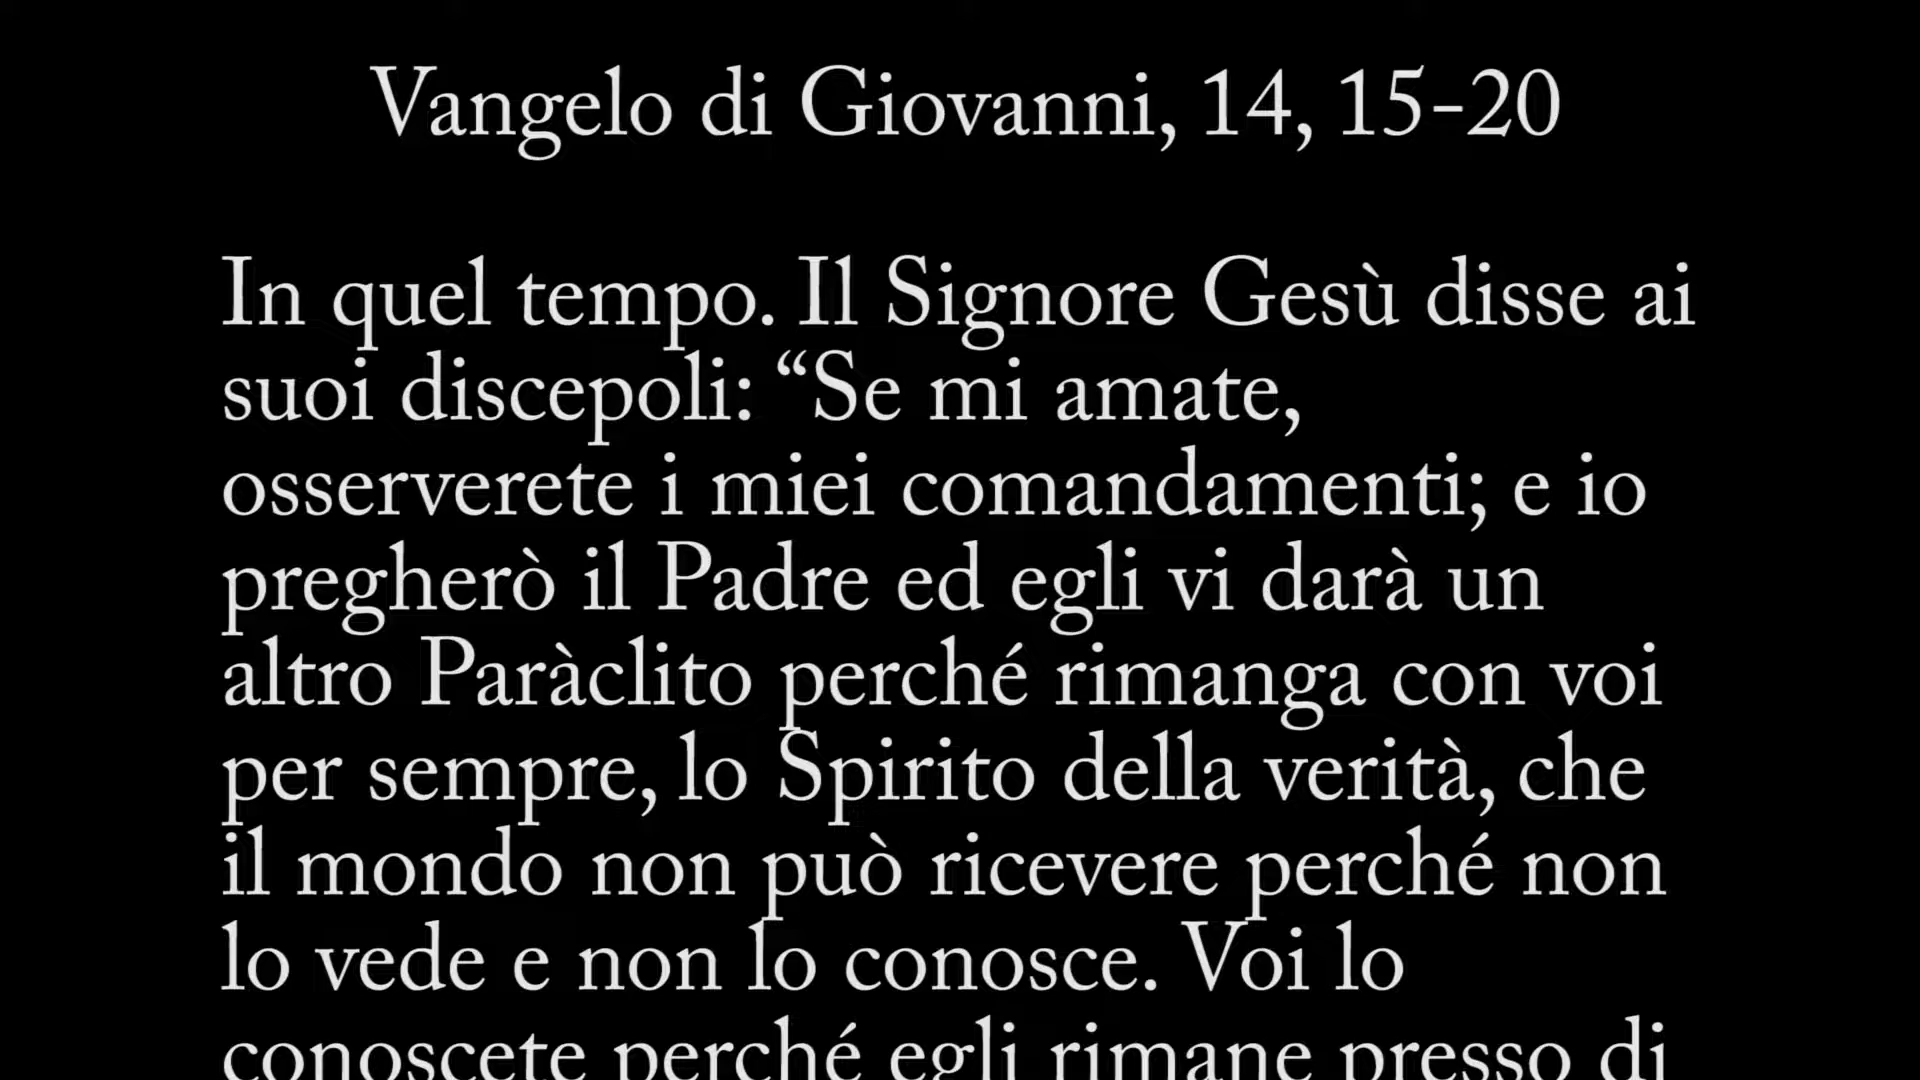 Vangelo di Giovanni, 14, 15-20
In quel tempo. Il Signore Gesù disse ai
suoi discepoli: “Se mi amate,
osserverete i miei comandamenti; e io
pregherò il Padre ed egli vi darà un
altro Paràclito perché rimanga con voi
per sempre, lo Spirito della verità, che
il mondo non può ricevere perché non
lo vede e non lo conosce. Voi lo
conoscete perché egli rimane presso di